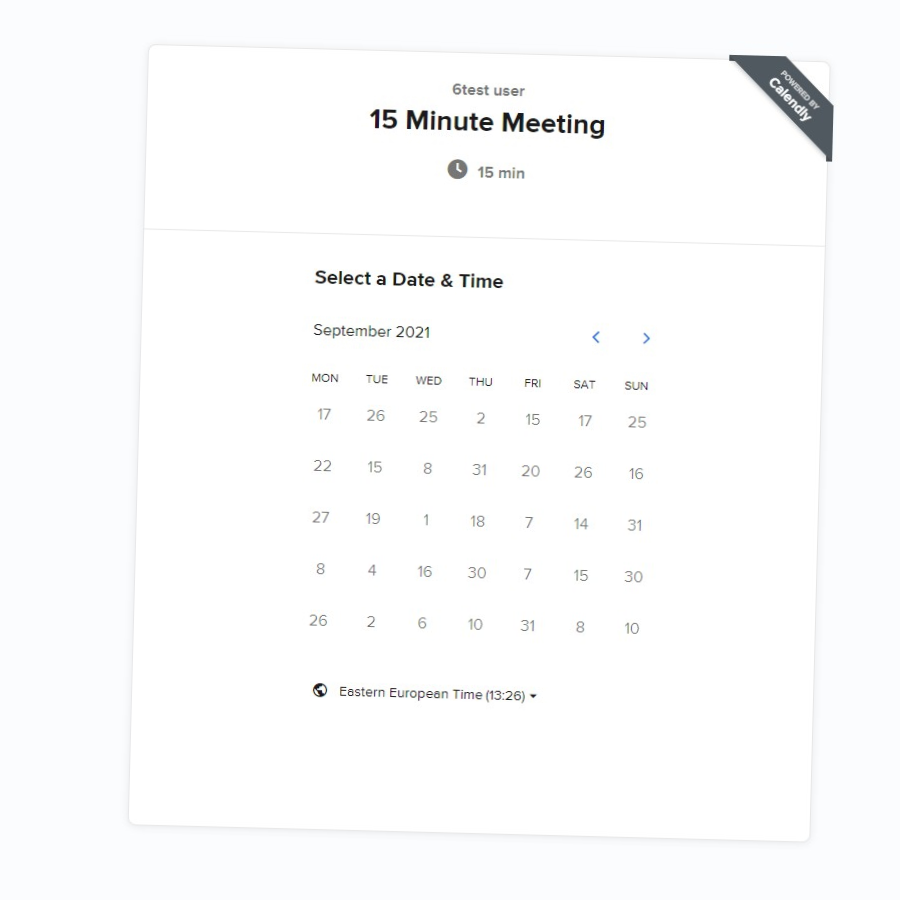 POWERED BY
Calendly
6test user
15 Minute Meeting
15 min
Select a Date & Time
September 2021
MON TUE WED THU FRI SAT SUN
17 26 25 2 15 17 25
22 15 8 31 20 26 16
27 19 1 18 7 14 31
8 4 16 30 7 15 30
26 2 6 10 31 8 10
Eastern European Time (13:26)